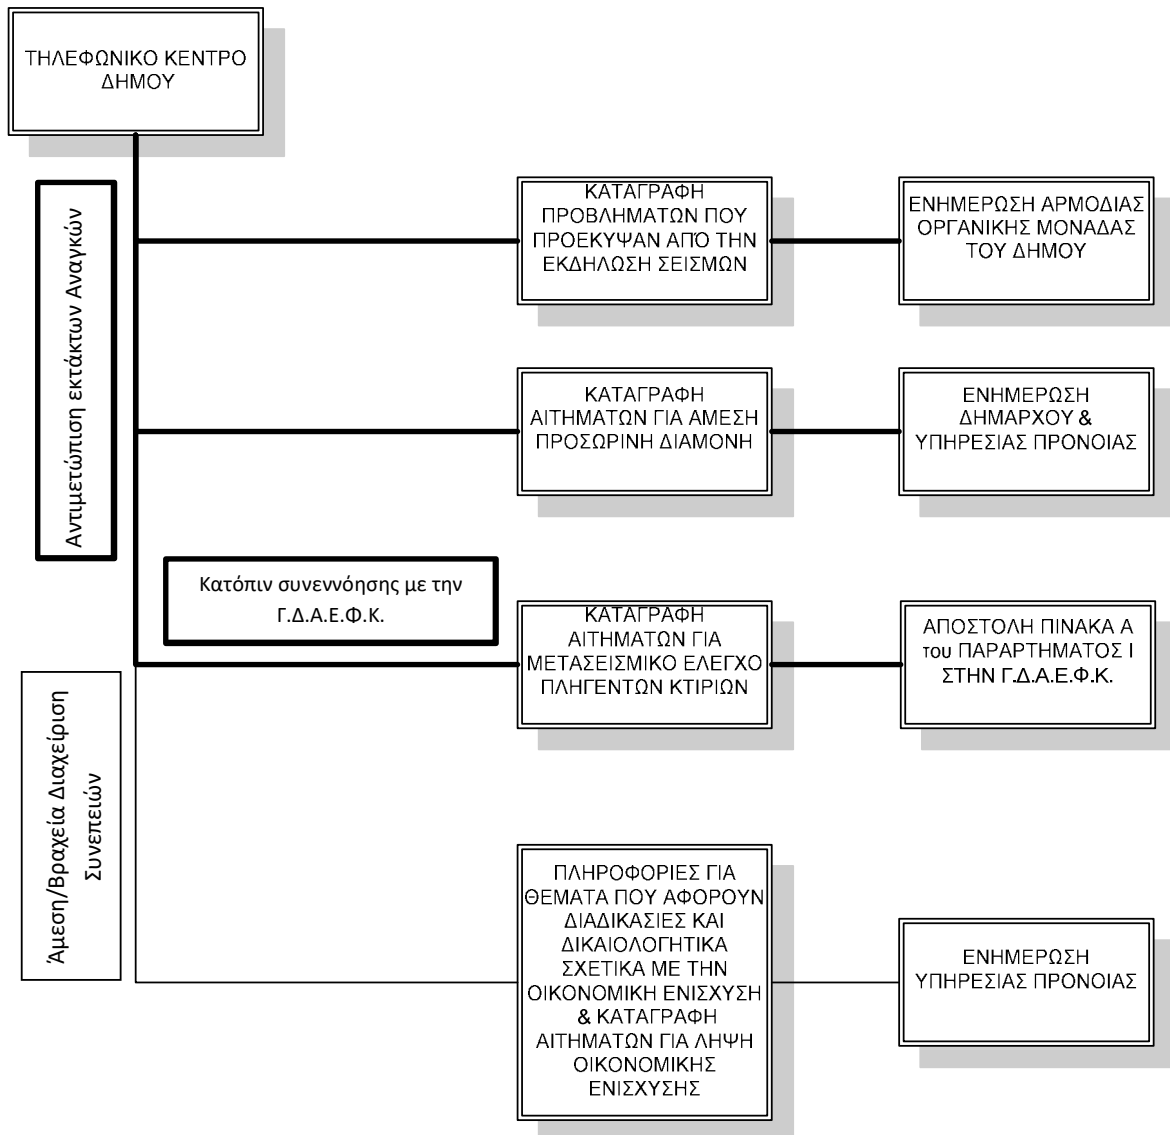 ΤΗΛΕΦΩΝΙΚΟ ΚΕΝΤΡΟ
ΔΗΜΟΥ
Αντιμετώπιση εκτάκτων Αναγκών
ΚΑΤΑΓΡΑΦΗ
ΠΡΟΒΛΗΜΑΤΩΝ ΠΟΥ
ΠΡΟΕΚΥΨΑΝ ΑΠΌ ΤΗΝ
ΕΚΔΗΛΩΣΗ ΣΕΙΣΜΩΝ
ΕΝΗΜΕΡΩΣΗ ΑΡΜΟΔΙΑΣ
ΟΡΓΑΝΙΚΗΣ ΜΟΝΑΔΑΣ
ΤΟΥ ΔΗΜΟΥ
ΚΑΤΑΓΡΑΦΗ
ΑΙΤΗΜΑΤΩΝ ΓΙΑ ΑΜΕΣΗ
ΠΡΟΣΩΡΙΝΗ ΔΙΑΜΟΝΗ
ΕΝΗΜΕΡΩΣΗ
ΔΗΜΑΡΧΟΥ &
ΥΠΗΡΕΣΙΑΣ ΠΡΟΝΟΙΑΣ
Κατόπιν συνεννόησης με την
Γ.Δ.Α.Ε.Φ.Κ.
ΚΑΤΑΓΡΑΦΗ
ΑΙΤΗΜΑΤΩΝ ΓΙΑ
ΜΕΤΑΣΕΙΣΜΙΚΟ ΕΛΕΓΧΟ
ΠΛΗΓΕΝΤΩΝ ΚΤΙΡΙΩΝ
ΑΠΟΣΤΟΛΗ ΠΙΝΑΚΑ Α
του ΠΑΡΑΡΤΗΜΑΤΟΣ Ι
ΣΤΗΝ Γ.Δ.Α.Ε.Φ.Κ.
Άμεση/Βραχεία Διαχείριση
Συνεπειών
ΠΛΗΡΟΦΟΡΙΕΣ ΓΙΑ
ΘΕΜΑΤΑ ΠΟΥ ΑΦΟΡΟΥΝ
ΔΙΑΔΙΚΑΣΙΕΣ ΚΑΙ
ΔΙΚΑΙΟΛΟΓΗΤΙΚΑ
ΣΧΕΤΙΚΑ ΜΕ ΤΗΝ
ΟΙΚΟΝΟΜΙΚΗ ΕΝΙΣΧΥΣΗ
& ΚΑΤΑΓΡΑΦΗ
ΑΙΤΗΜΑΤΩΝ ΓΙΑ ΛΗΨΗ
ΟΙΚΟΝΟΜΙΚΗΣ
ΕΝΙΣΧΥΣΗΣ
ΕΝΗΜΕΡΩΣΗ
ΥΠΗΡΕΣΙΑΣ ΠΡΟΝΟΙΑΣ